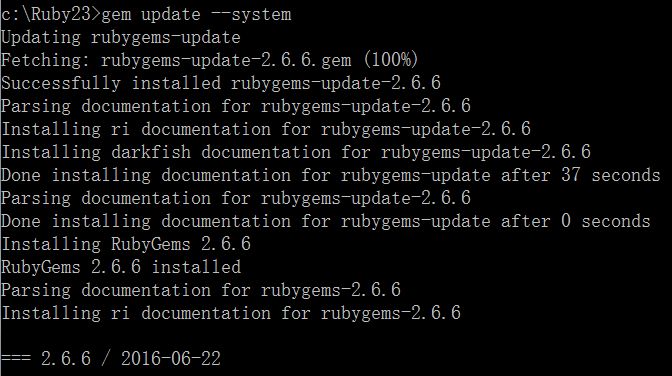 c:\Ruby23>gem update --system
Updating rubygems-update
Fetching: rubygems-update-2.6.6.gem (100%)
Successfully installed rubygems-update-2.6.6
Parsing documentation for rubygems-update-2.6.6
Installing ri documentation for rubygems-update-2.6.6
Installing darkfish documentation for rubygems-update-2.6.6
Done installing documentation for rubygems-update after 37 seconds
Parsing documentation for rubygems-update-2.6.6
Done installing documentation for rubygems-update after 0 seconds
Installing RubyGems 2.6.6
RubyGems 2.6.6 installed
Parsing documentation for rubygems-2.6.6
Installing ri documentation for rubygems-2.6.6
=== 2.6.6 / 2016-06-22